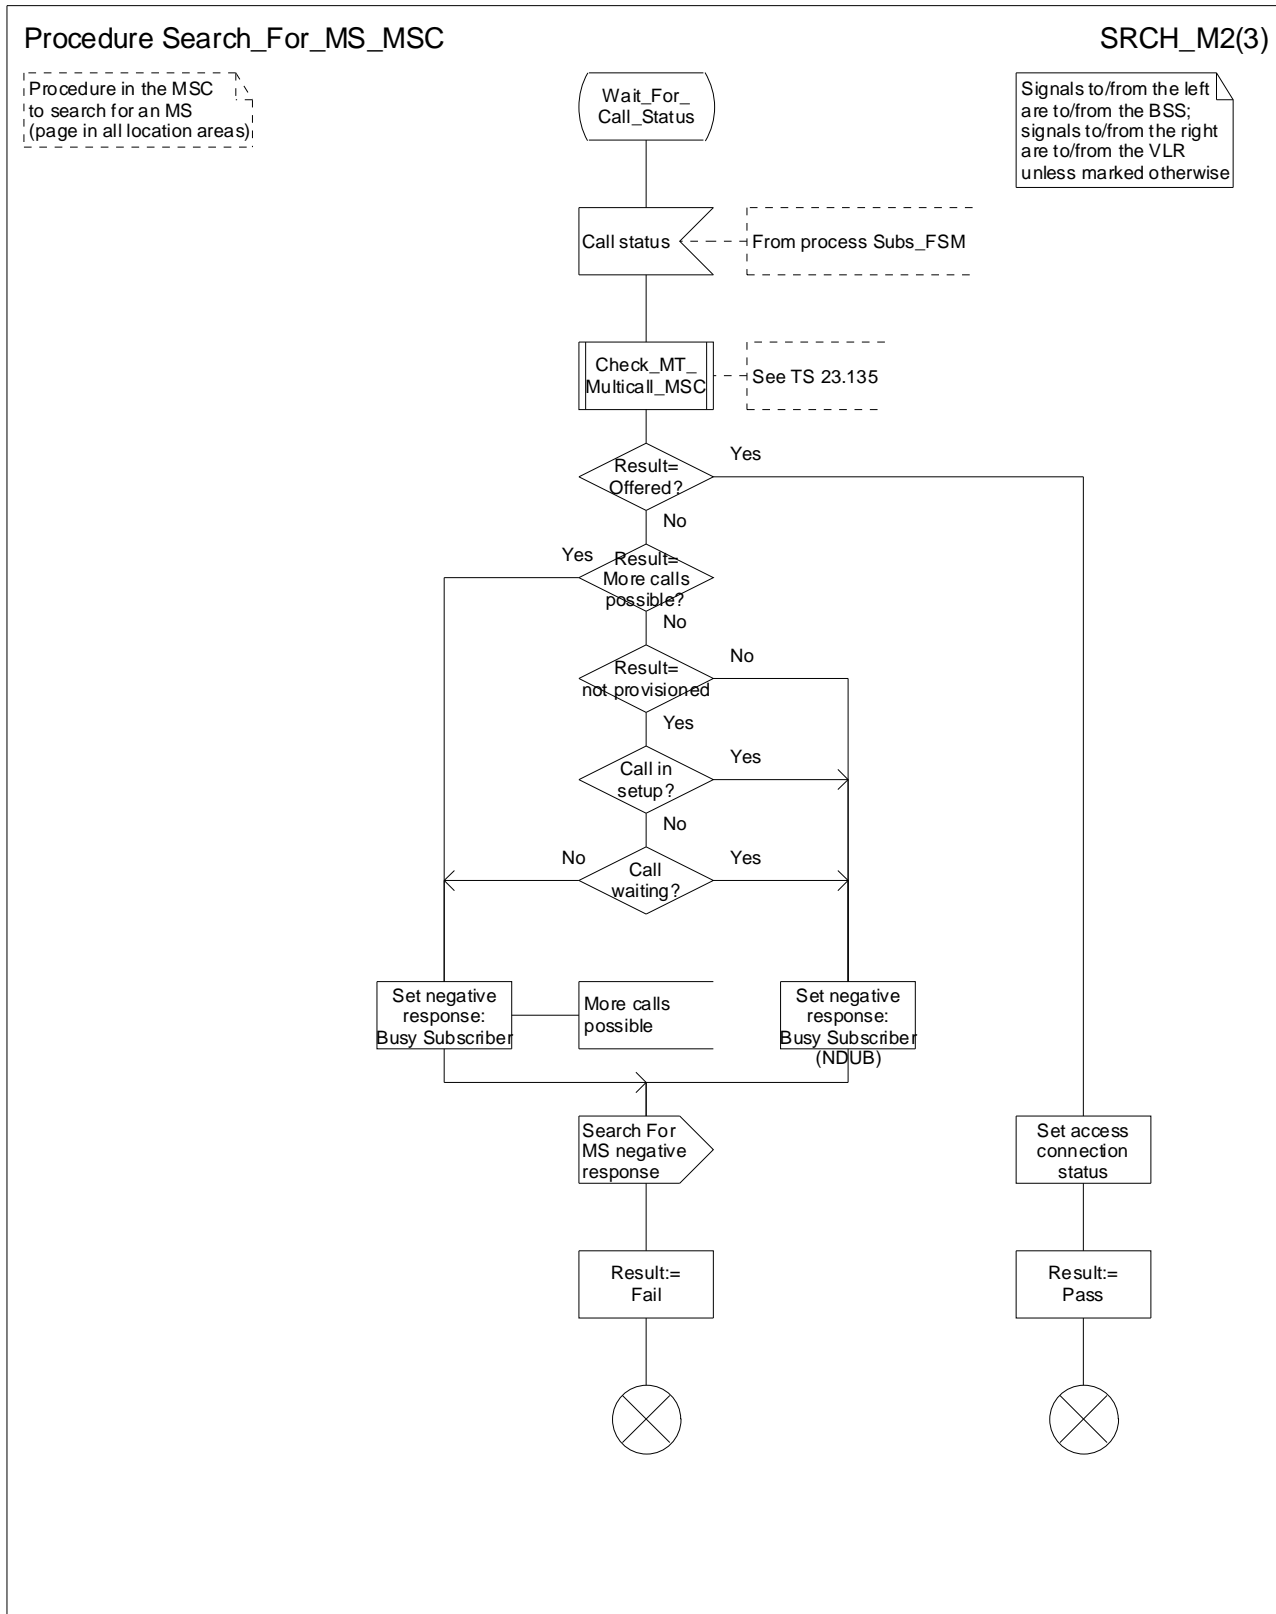 Procedure Search_For_MS_MSC
SRCH_M2(3)
Procedure in the MSC
to search for an MS
(page in all location areas)
Wait_For_
Call_Status
Signals to/from the left
are to/from the BSS;
signals to/from the right
are to/from the VLR
unless marked otherwise
Call status
From process Subs_FSM
Check_MT_
Multicall_MSC
See TS 23.135
Result=
Offered?
Yes
No
Result=
More calls
possible?
Yes
No
Result=
not provisioned
No
Yes
Call in
setup?
Yes
No
Call
waiting?
No
Yes
Set negative
response:
Busy Subscriber
More calls
possible
Set negative
response:
Busy Subscriber
(NDUB)
Search For
MS negative
response
Set access
connection
status
Result:=
Fail
Result:=
Pass